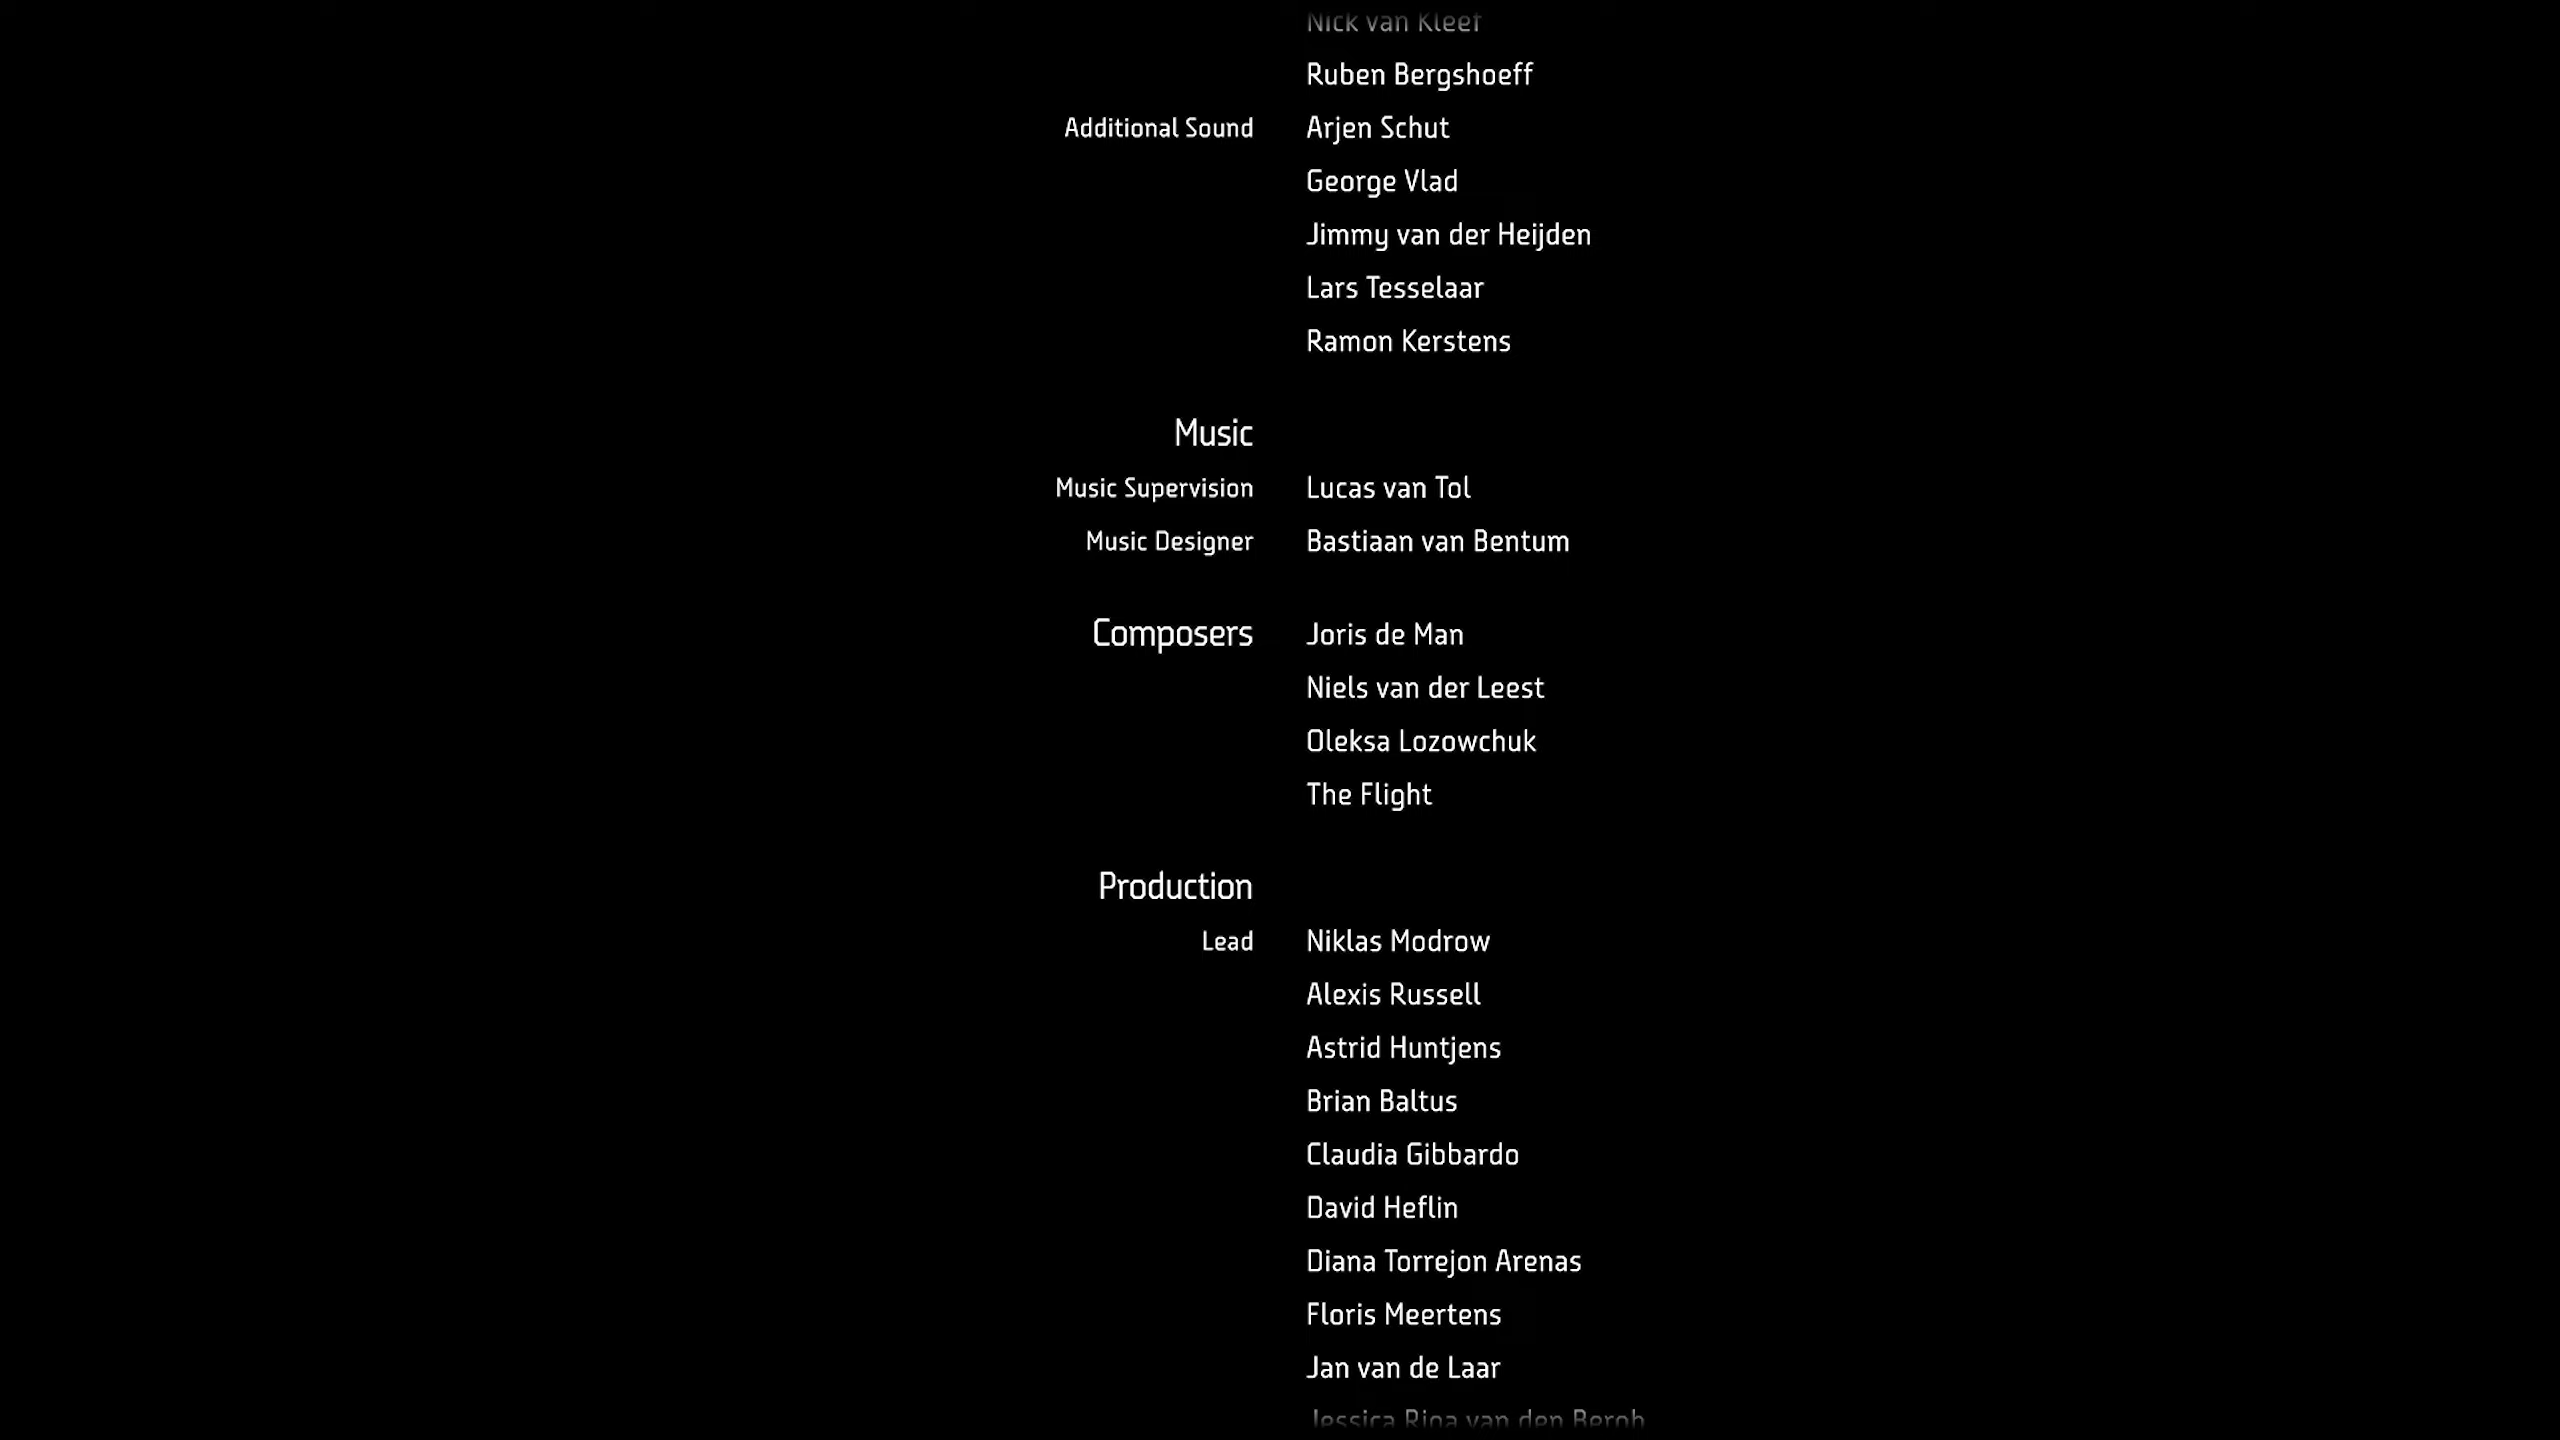 Nick van Kleef
Ruben Bergshoeff
Additional Sound Arjen Schut
George Vlad
Jimmy van der Heijden
Lars Tesselaar
Ramon Kerstens
Music
Music Supervision Lucas van Tol
Music Designer Bastiaan van Bentum
Composers Joris de Man
Niels van der Leest
Oleksa Lozowchuk
The Flight
Production
Lead Niklas Modrow
Alexis Russell
Astrid Huntjens
Brian Baltus
Claudia Gibbardo
David Heflin
Diana Torrejon Arenas
Floris Meertens
Jan van de Laar
Jessica van den